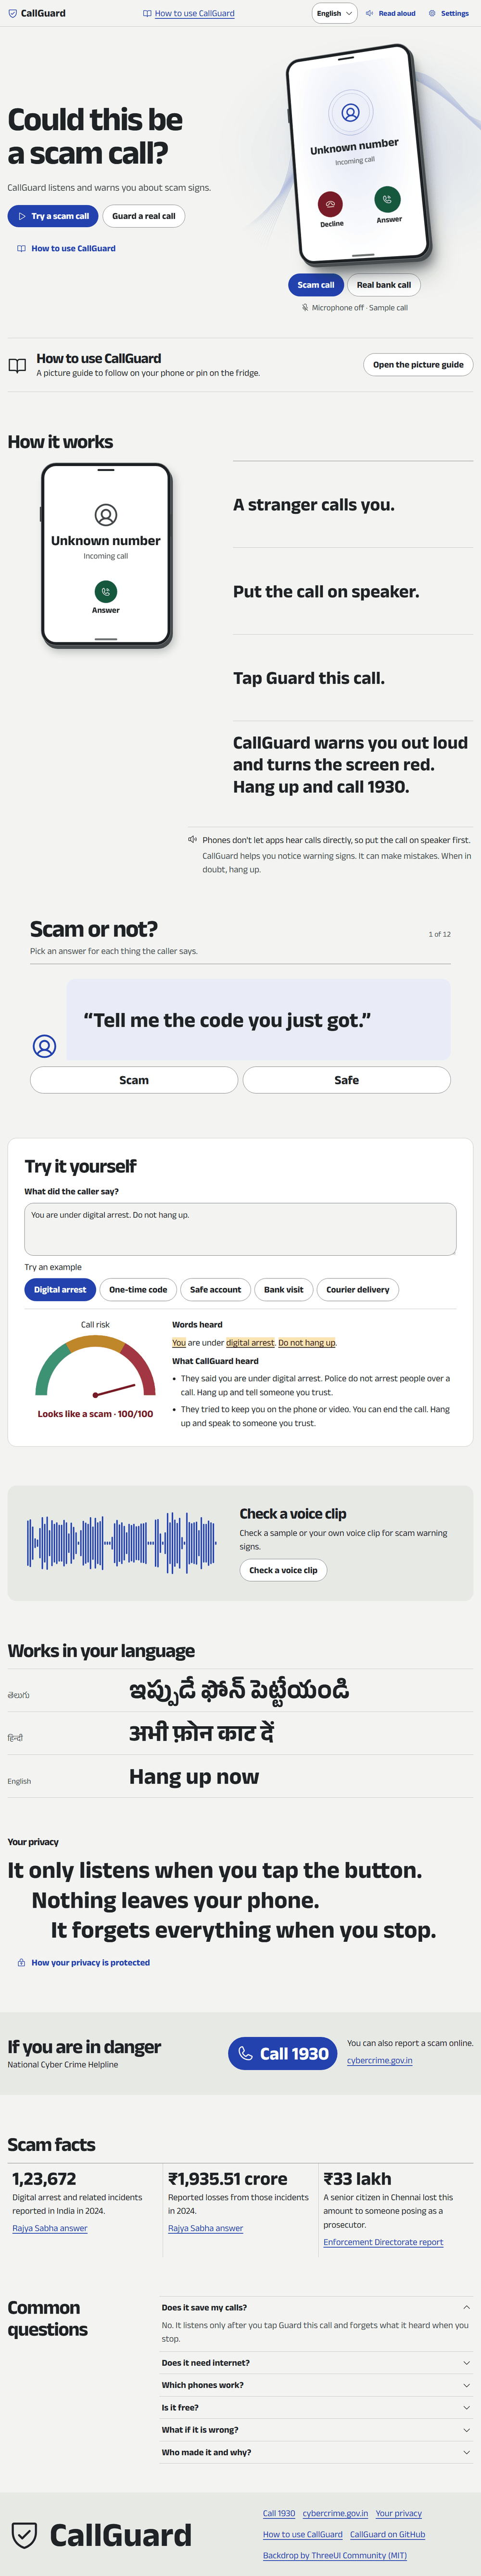 CallGuard
How to use CallGuard
English
Read aloud
Settings
Could this be
a scam call?
CallGuard listens and warns you about scam signs.
Try a scam call
Guard a real call
How to use CallGuard
Unknown number
Incoming call
Decline
Answer
Scam call
Real bank call
Microphone off · Sample call
How to use CallGuard
A picture guide to follow on your phone or pin on the fridge.
Open the picture guide
How it works
Unknown number
Incoming call
Answer
A stranger calls you.
Put the call on speaker.
Tap Guard this call.
CallGuard warns you out loud
and turns the screen red.
Hang up and call 1930.
Phones don't let apps hear calls directly, so put the call on speaker first.
CallGuard helps you notice warning signs. It can make mistakes. When in
doubt, hang up.
Scam or not?
1 of 12
Pick an answer for each thing the caller says.
“Tell me the code you just got.”
Scam
Safe
Try it yourself
What did the caller say?
You are under digital arrest. Do not hang up.
Try an example
Digital arrest
One-time code
Safe account
Bank visit
Courier delivery
Call risk
Looks like a scam · 100/100
Words heard
You are under digital arrest. Do not hang up.
What CallGuard heard
• They said you are under digital arrest. Police do not arrest people over a
call. Hang up and tell someone you trust.
• They tried to keep you on the phone or video. You can end the call. Hang
up and speak to someone you trust.
Check a voice clip
Check a sample or your own voice clip for scam warning
signs.
Check a voice clip
Works in your language
తెలుగు
ఇప్పుడే ఫోన్ పెట్టేయండి
हिन्दी
अभी फ़ोन काट दें
English
Hang up now
Your privacy
It only listens when you tap the button.
Nothing leaves your phone.
It forgets everything when you stop.
How your privacy is protected
If you are in danger
National Cyber Crime Helpline
Call 1930
You can also report a scam online.
cybercrime.gov.in
Scam facts
1,23,672
Digital arrest and related incidents
reported in India in 2024.
Rajya Sabha answer
₹1,935.51 crore
Reported losses from those incidents
in 2024.
Rajya Sabha answer
₹33 lakh
A senior citizen in Chennai lost this
amount to someone posing as a
prosecutor.
Enforcement Directorate report
Common
questions
Does it save my calls?
No. It listens only after you tap Guard this call and forgets what it heard when you
stop.
Does it need internet?
Which phones work?
Is it free?
What if it is wrong?
Who made it and why?
CallGuard
Call 1930
cybercrime.gov.in
Your privacy
How to use CallGuard
CallGuard on GitHub
Backdrop by ThreeUI Community (MIT)